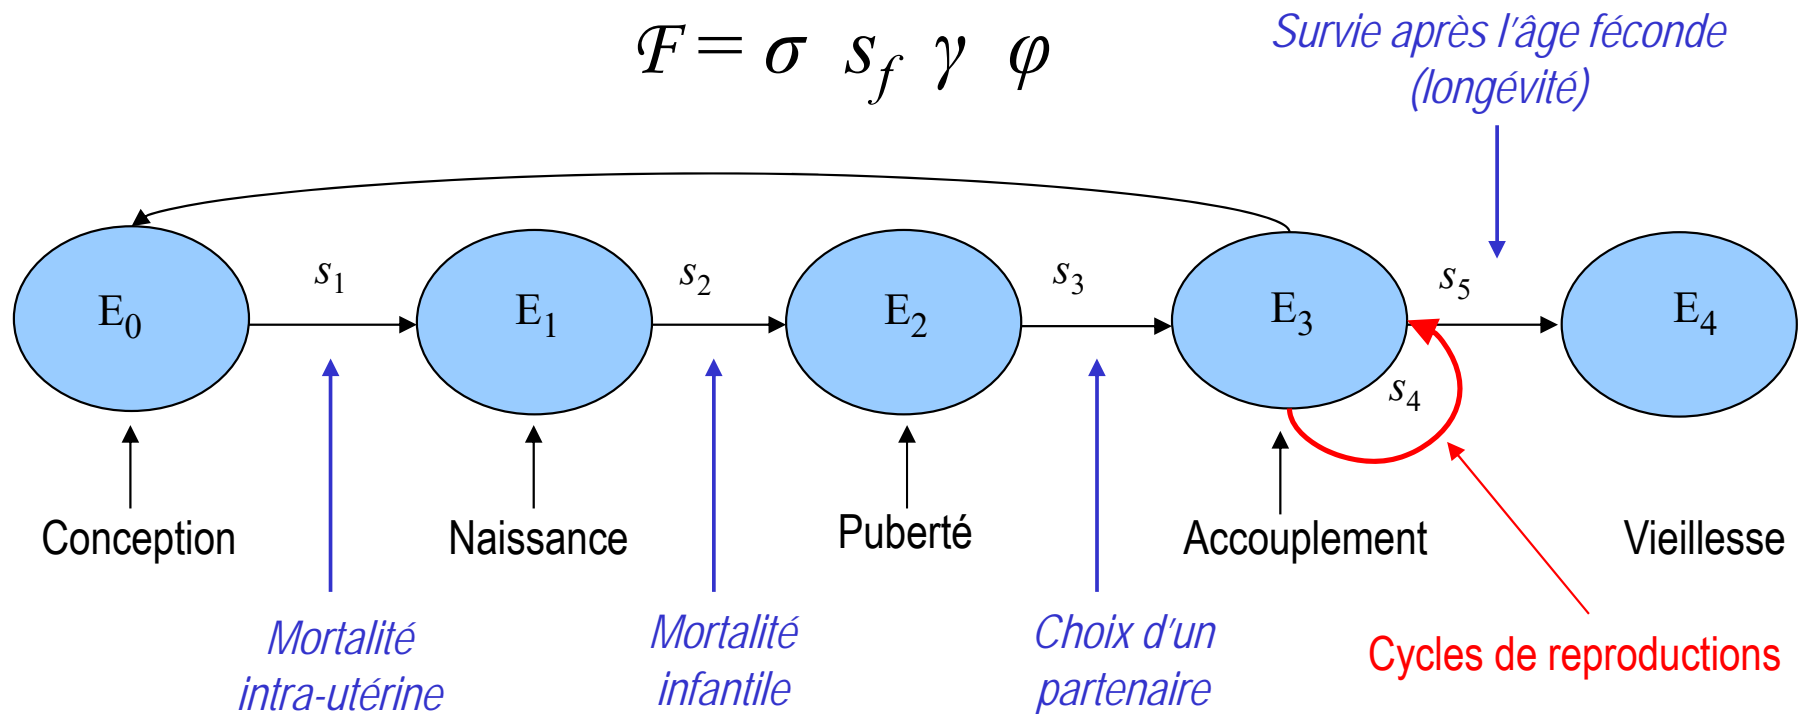 ℱ = σ s_f γ φ
Survie après l'âge féconde
(longévité)
s₁
s₂
s₃
s₅
E₀
E₁
E₂
E₃
E₄
s₄
Conception
Naissance
Puberté
Accouplement
Vieillesse
Mortalité
intra-utérine
Mortalité
infantile
Choix d'un
partenaire
Cycles de reproductions